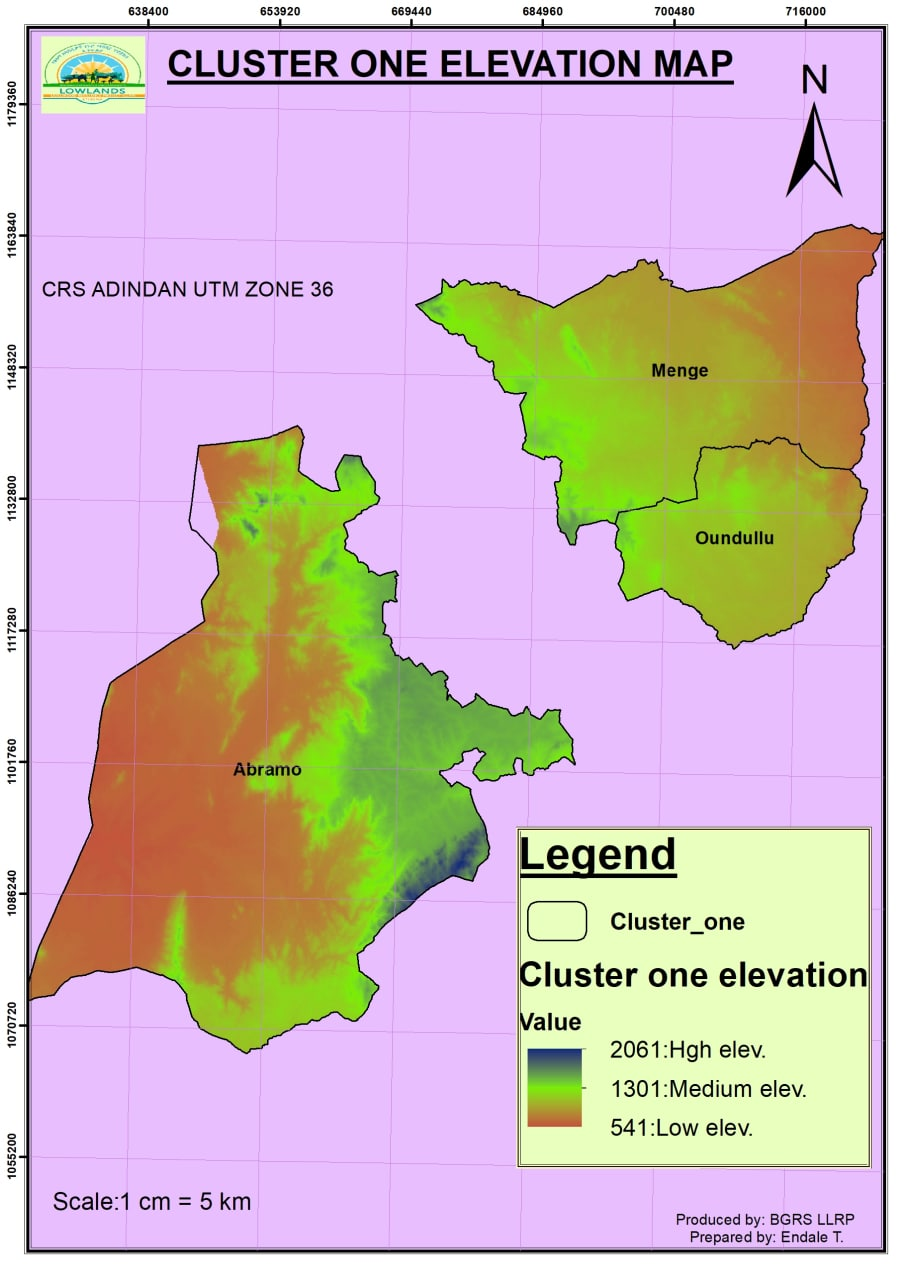 638400 653920 669440 684960 700480 716000
CLUSTER ONE ELEVATION MAP
LOWLANDS
N
1179360
1163840
CRS ADINDAN UTM ZONE 36
1148320
Menge
1132800
Oundullu
1117280
1101760
Abramo
Legend
1086240
Cluster_one
Cluster one elevation
Value
1070720
2061:Hgh elev.
1301:Medium elev.
541:Low elev.
1055200
Scale:1 cm = 5 km
Produced by: BGRS LLRP
Prepared by: Endale T.